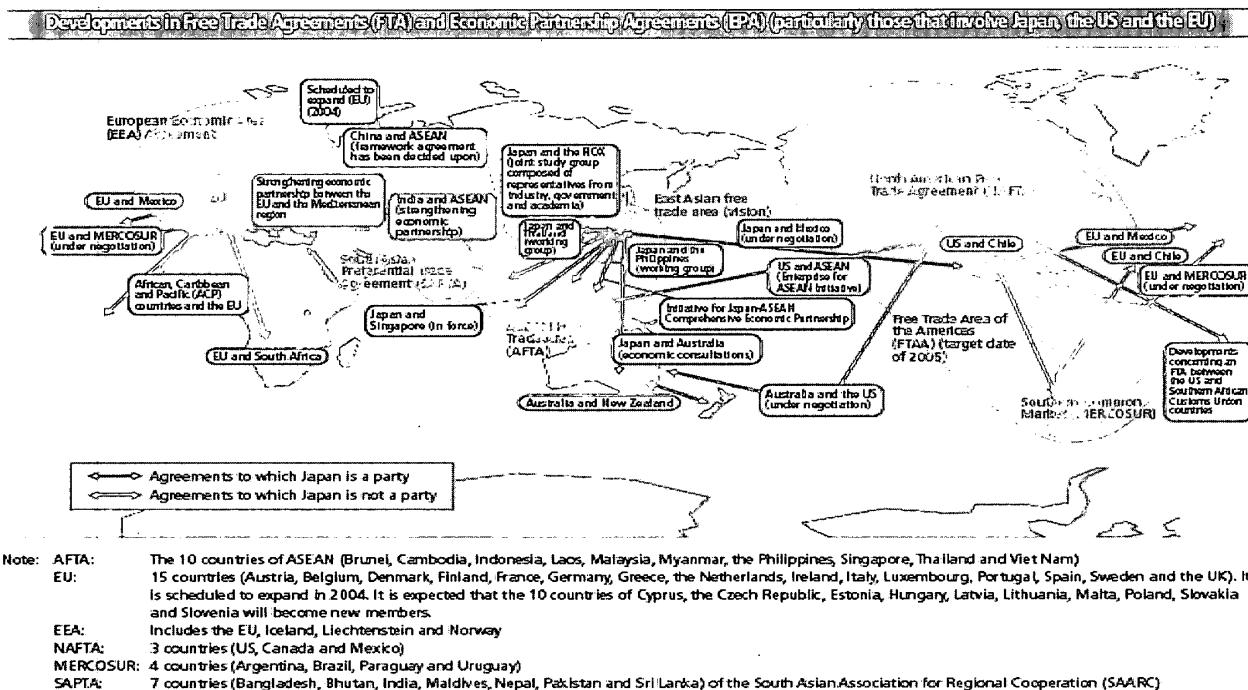 Developments in Free Trade Agreements (FTA) and Economic Partnership Agreements (EPA) (particularly those that involve Japan, the US and the EU)
Scheduled to
expand (EU)
(2004)
European Economic Area
(EEA) Agreement
China and ASEAN
(framework agreement
has been decided upon)
Japan and the ROK
(joint study group
composed of
representatives from
industry, government
and academia)
Strengthening economic
partnership between the
EU and the Mediterranean
region
India and ASEAN
(strengthening
economic
partnership)
North American Free
Trade Agreement
East Asian free
trade area (vision)
EU and Mexico
EU and MERCOSUR
(under negotiation)
Japan and
Thailand
(working
group)
Japan and the
Philippines
(working group)
Japan and Mexico
(under negotiation)
US and Chile
EU and Mexico
EU and Chile
EU and MERCOSUR
(under negotiation)
US and ASEAN
(Enterprise for
ASEAN Initiative)
South Asian
Preferential Trade
Agreement (SAPTA)
African, Caribbean
and Pacific (ACP)
countries and the EU
Japan and
Singapore (in force)
Initiative for Japan-ASEAN
Comprehensive Economic Partnership
Free Trade Area of
the Americas
(FTAA) (target date
of 2005)
Trade Area
(AFTA)
Japan and Australia
(economic consultations)
EU and South Africa
Developments
concerning an
FTA between
the US and
Southern African
Customs Union
countries
Australia and New Zealand
Australia and the US
(under negotiation)
Southern Common
Market (MERCOSUR)
Agreements to which Japan is a party
Agreements to which Japan is not a party
Note: AFTA: The 10 countries of ASEAN (Brunei, Cambodia, Indonesia, Laos, Malaysia, Myanmar, the Philippines, Singapore, Thailand and Viet Nam)
EU: 15 countries (Austria, Belgium, Denmark, Finland, France, Germany, Greece, the Netherlands, Ireland, Italy, Luxembourg, Portugal, Spain, Sweden and the UK). It
is scheduled to expand in 2004. It is expected that the 10 countries of Cyprus, the Czech Republic, Estonia, Hungary, Latvia, Lithuania, Malta, Poland, Slovakia
and Slovenia will become new members.
EEA: Includes the EU, Iceland, Liechtenstein and Norway
NAFTA: 3 countries (US, Canada and Mexico)
MERCOSUR: 4 countries (Argentina, Brazil, Paraguay and Uruguay)
SAPTA: 7 countries (Bangladesh, Bhutan, India, Maldives, Nepal, Pakistan and Sri Lanka) of the South Asian Association for Regional Cooperation (SAARC)